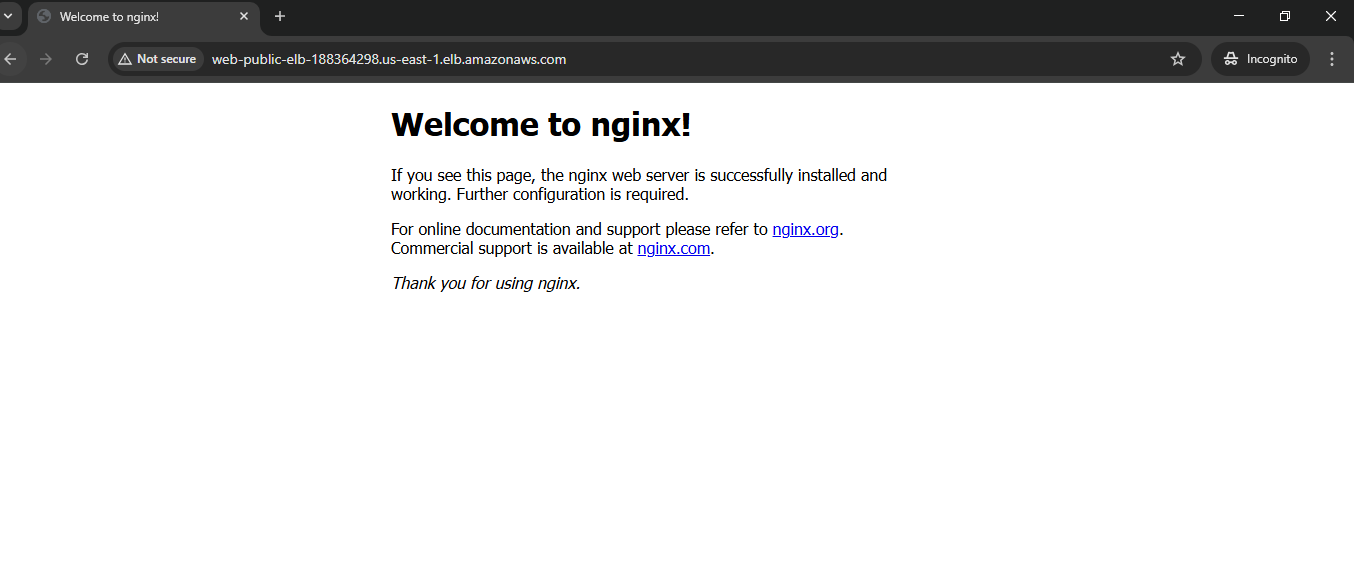 Welcome to nginx!
Not secure
web-public-elb-188364298.us-east-1.elb.amazonaws.com
Incognito
Welcome to nginx!
If you see this page, the nginx web server is successfully installed and
working. Further configuration is required.
For online documentation and support please refer to nginx.org.
Commercial support is available at nginx.com.
Thank you for using nginx.